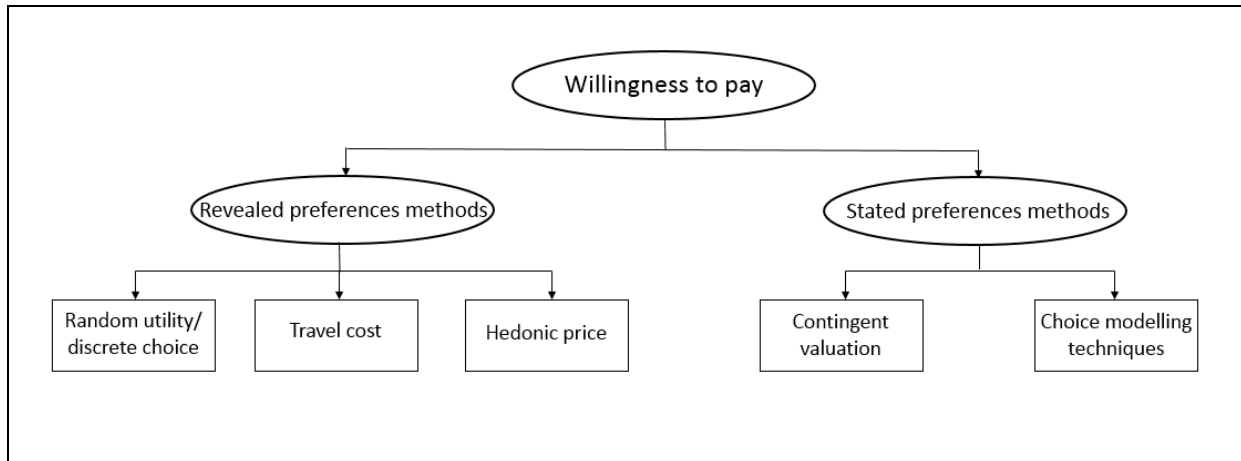 Willingness to pay
Revealed preferences methods
Stated preferences methods
Random utility/
discrete choice
Travel cost
Hedonic price
Contingent
valuation
Choice modelling
techniques